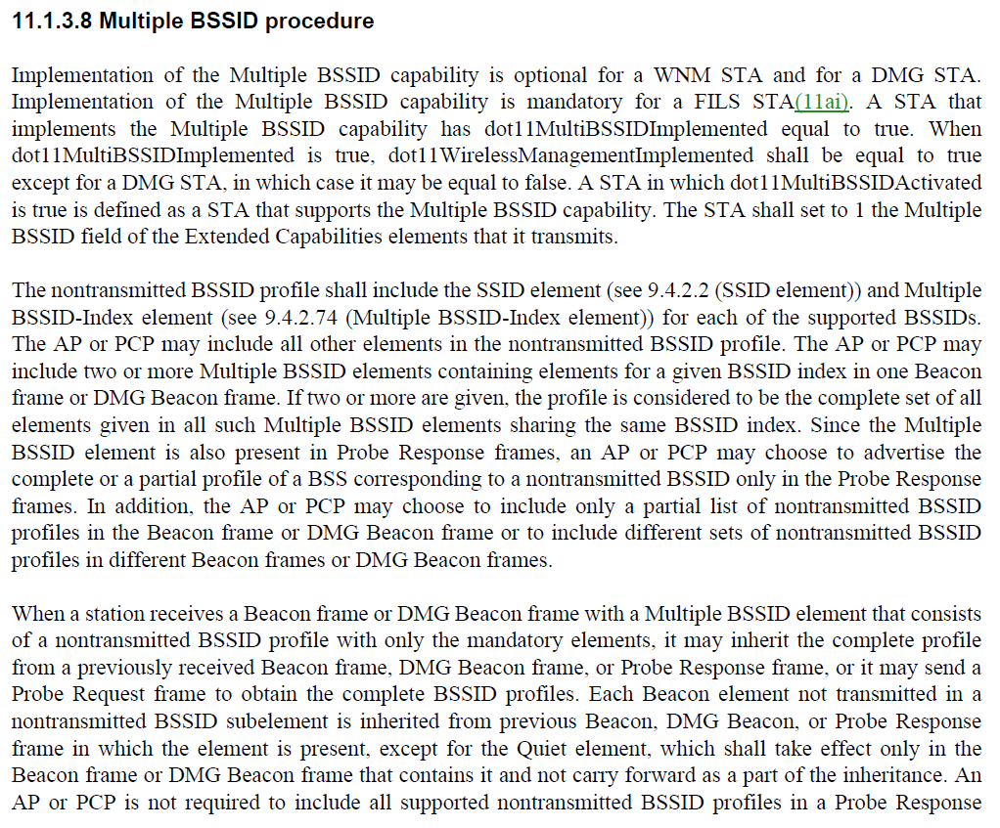 11.1.3.8 Multiple BSSID procedure
Implementation of the Multiple BSSID capability is optional for a WNM STA and for a DMG STA.
Implementation of the Multiple BSSID capability is mandatory for a FILS STA(11ai). A STA that
implements the Multiple BSSID capability has dot11MultiBSSIDImplemented equal to true. When
dot11MultiBSSIDImplemented is true, dot11WirelessManagementImplemented shall be equal to true
except for a DMG STA, in which case it may be equal to false. A STA in which dot11MultiBSSIDActivated
is true is defined as a STA that supports the Multiple BSSID capability. The STA shall set to 1 the Multiple
BSSID field of the Extended Capabilities elements that it transmits.
The nontransmitted BSSID profile shall include the SSID element (see 9.4.2.2 (SSID element)) and Multiple
BSSID-Index element (see 9.4.2.74 (Multiple BSSID-Index element)) for each of the supported BSSIDs.
The AP or PCP may include all other elements in the nontransmitted BSSID profile. The AP or PCP may
include two or more Multiple BSSID elements containing elements for a given BSSID index in one Beacon
frame or DMG Beacon frame. If two or more are given, the profile is considered to be the complete set of all
elements given in all such Multiple BSSID elements sharing the same BSSID index. Since the Multiple
BSSID element is also present in Probe Response frames, an AP or PCP may choose to advertise the
complete or a partial profile of a BSS corresponding to a nontransmitted BSSID only in the Probe Response
frames. In addition, the AP or PCP may choose to include only a partial list of nontransmitted BSSID
profiles in the Beacon frame or DMG Beacon frame or to include different sets of nontransmitted BSSID
profiles in different Beacon frames or DMG Beacon frames.
When a station receives a Beacon frame or DMG Beacon frame with a Multiple BSSID element that consists
of a nontransmitted BSSID profile with only the mandatory elements, it may inherit the complete profile
from a previously received Beacon frame, DMG Beacon frame, or Probe Response frame, or it may send a
Probe Request frame to obtain the complete BSSID profiles. Each Beacon element not transmitted in a
nontransmitted BSSID subelement is inherited from previous Beacon, DMG Beacon, or Probe Response
frame in which the element is present, except for the Quiet element, which shall take effect only in the
Beacon frame or DMG Beacon frame that contains it and not carry forward as a part of the inheritance. An
AP or PCP is not required to include all supported nontransmitted BSSID profiles in a Probe Response